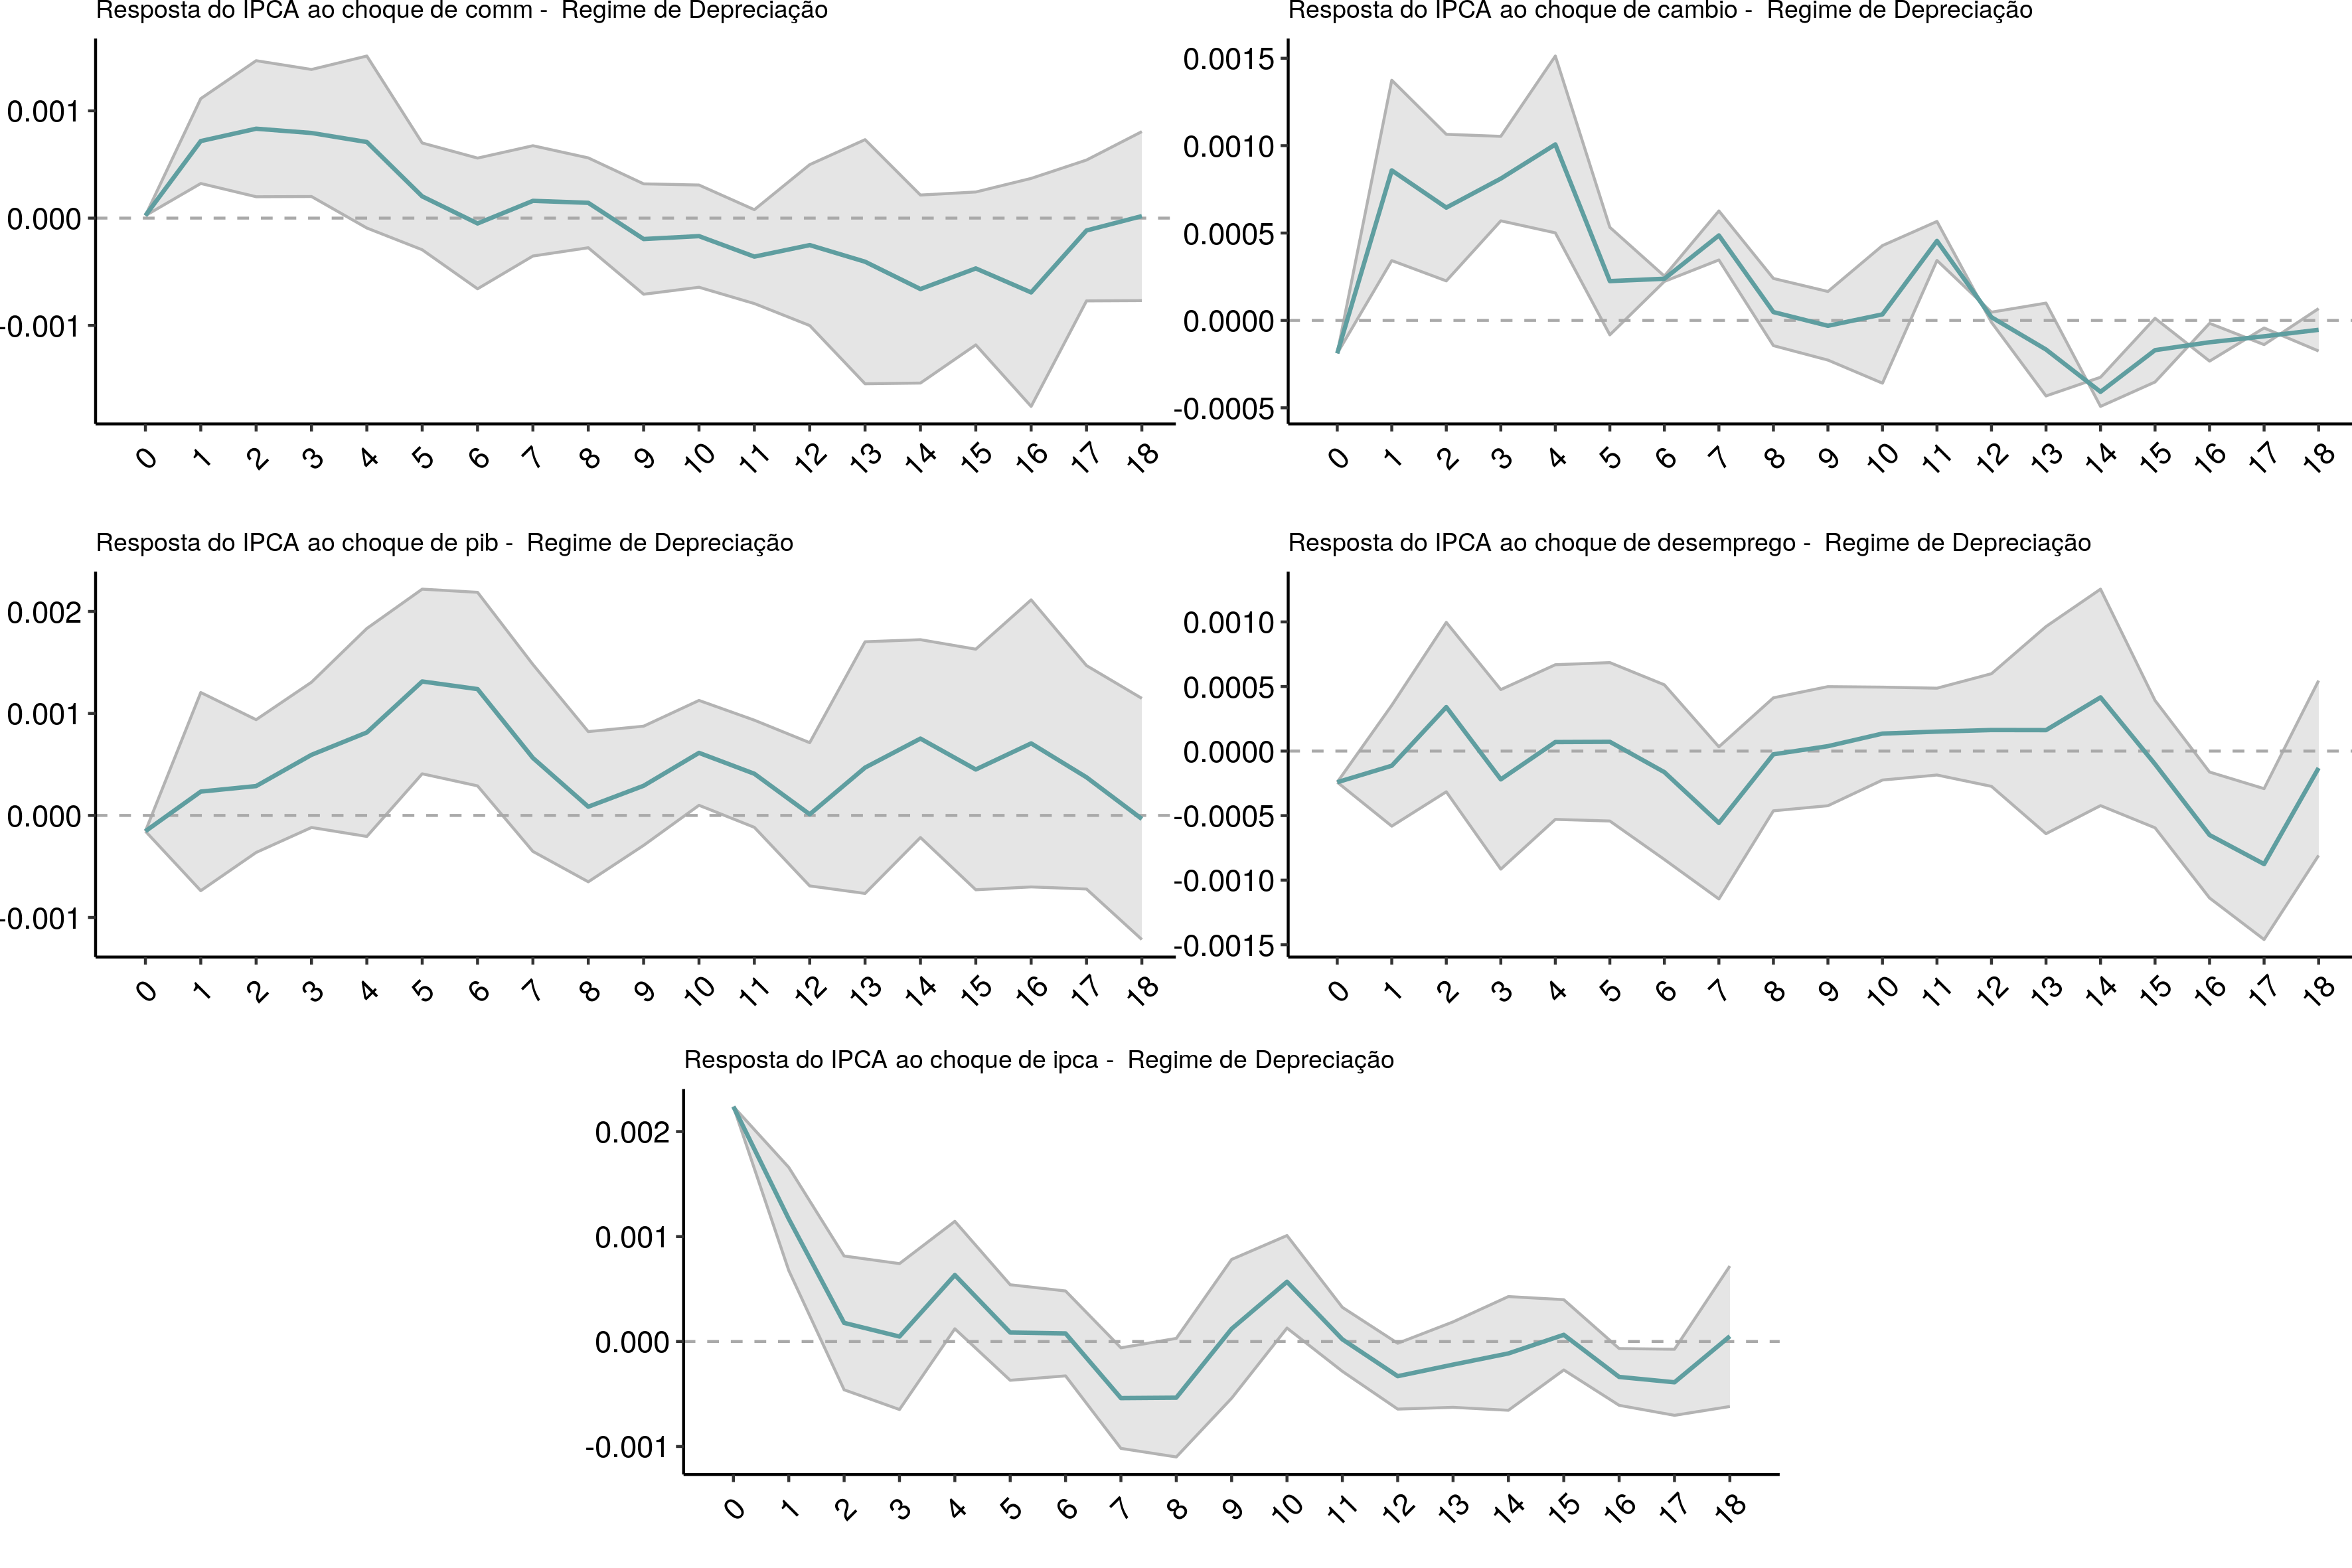 Resposta do IPCA ao choque de comm - Regime de Depreciação
0.001
0.000
-0.001
0 1 2 3 4 5 6 7 8 9 10 11 12 13 14 15 16 17 18
Resposta do IPCA ao choque de cambio - Regime de Depreciação
0.0015
0.0010
0.0005
0.0000
-0.0005
0 1 2 3 4 5 6 7 8 9 10 11 12 13 14 15 16 17 18
Resposta do IPCA ao choque de pib - Regime de Depreciação
0.002
0.001
0.000
-0.001
0 1 2 3 4 5 6 7 8 9 10 11 12 13 14 15 16 17 18
Resposta do IPCA ao choque de desemprego - Regime de Depreciação
0.0010
0.0005
0.0000
-0.0005
-0.0010
-0.0015
0 1 2 3 4 5 6 7 8 9 10 11 12 13 14 15 16 17 18
Resposta do IPCA ao choque de ipca - Regime de Depreciação
0.002
0.001
0.000
-0.001
0 1 2 3 4 5 6 7 8 9 10 11 12 13 14 15 16 17 18